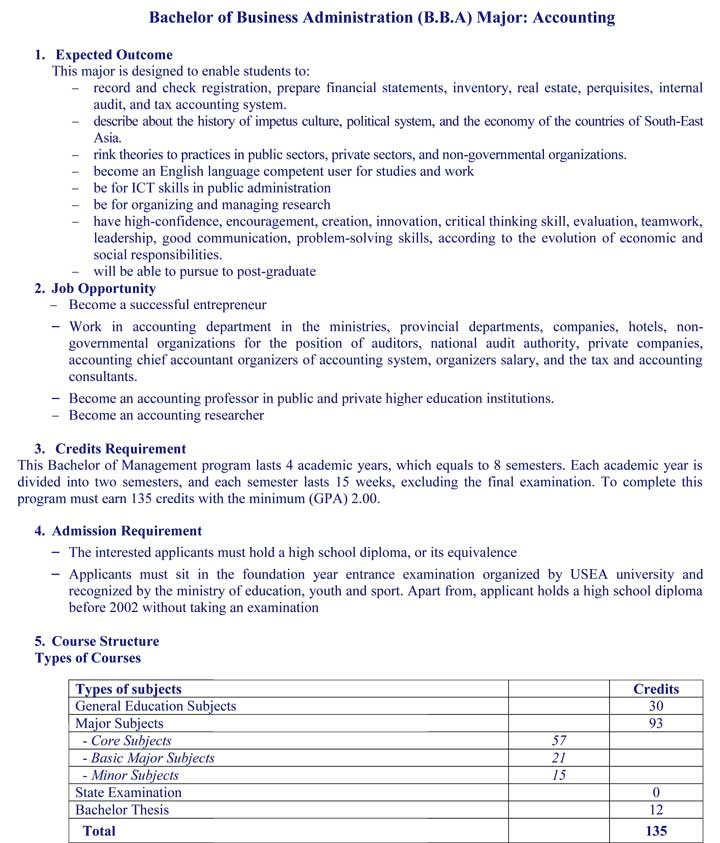 Bachelor of Business Administration (B.B.A) Major: Accounting
1. Expected Outcome
This major is designed to enable students to:
– record and check registration, prepare financial statements, inventory, real estate, perquisites, internal
audit, and tax accounting system.
– describe about the history of impetus culture, political system, and the economy of the countries of South-East
Asia.
– rink theories to practices in public sectors, private sectors, and non-governmental organizations.
– become an English language competent user for studies and work
– be for ICT skills in public administration
– be for organizing and managing research
– have high-confidence, encouragement, creation, innovation, critical thinking skill, evaluation, teamwork,
leadership, good communication, problem-solving skills, according to the evolution of economic and
social responsibilities.
– will be able to pursue to post-graduate
2. Job Opportunity
– Become a successful entrepreneur
– Work in accounting department in the ministries, provincial departments, companies, hotels, non-
governmental organizations for the position of auditors, national audit authority, private companies,
accounting chief accountant organizers of accounting system, organizers salary, and the tax and accounting
consultants.
– Become an accounting professor in public and private higher education institutions.
– Become an accounting researcher
3. Credits Requirement
This Bachelor of Management program lasts 4 academic years, which equals to 8 semesters. Each academic year is
divided into two semesters, and each semester lasts 15 weeks, excluding the final examination. To complete this
program must earn 135 credits with the minimum (GPA) 2.00.
4. Admission Requirement
– The interested applicants must hold a high school diploma, or its equivalence
– Applicants must sit in the foundation year entrance examination organized by USEA university and
recognized by the ministry of education, youth and sport. Apart from, applicant holds a high school diploma
before 2002 without taking an examination
5. Course Structure
Types of Courses
Types of subjects Credits
General Education Subjects 30
Major Subjects 93
- Core Subjects 57
- Basic Major Subjects 21
- Minor Subjects 15
State Examination 0
Bachelor Thesis 12
Total 135